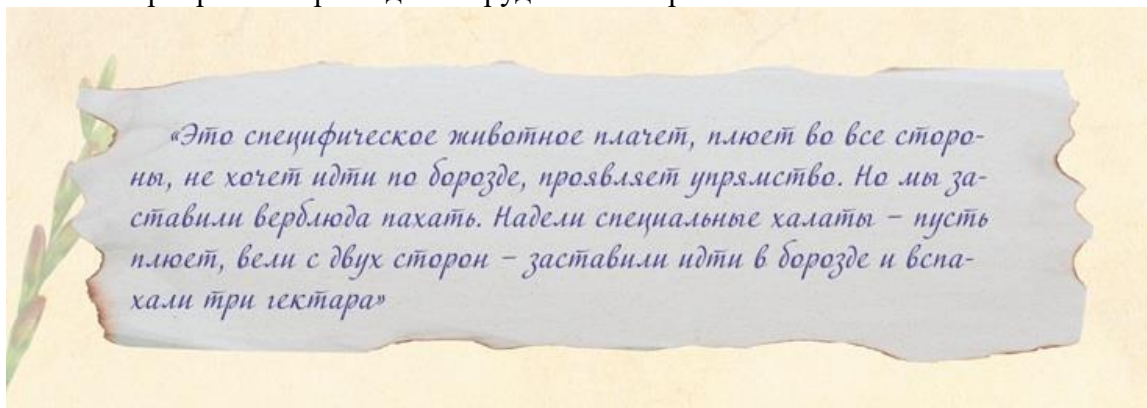 «Это специфическое животное плачет, плюет во все сторо-
ны, не хочет идти по борозде, проявляет упрямство. Но мы за-
ставили верблюда пахать. Надели специальные халаты – пусть
плюет, вели с двух сторон – заставили идти в борозде и вспа-
хали три гектара»